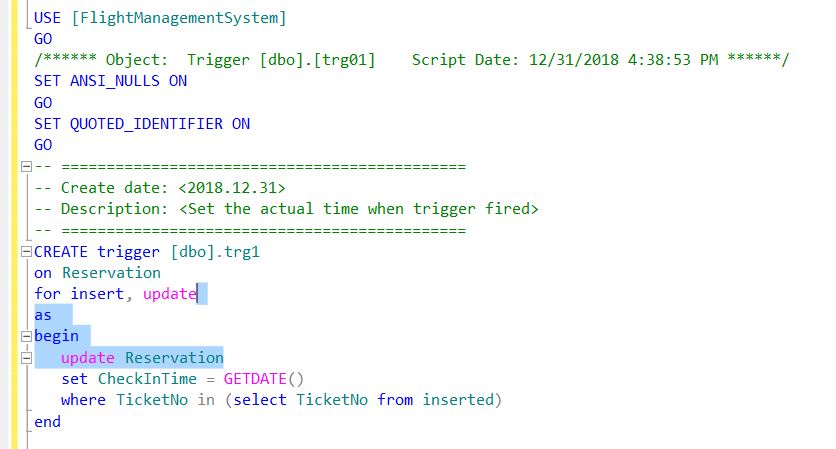 USE [FlightManagementSystem]
GO
/****** Object:  Trigger [dbo].[trg01]    Script Date: 12/31/2018 4:38:53 PM ******/
SET ANSI_NULLS ON
GO
SET QUOTED_IDENTIFIER ON
GO
-- =============================================
-- Create date: <2018.12.31>
-- Description: <Set the actual time when trigger fired>
-- =============================================
CREATE trigger [dbo].trg1
on Reservation
for insert, update
as
begin
   update Reservation
   set CheckInTime = GETDATE()
   where TicketNo in (select TicketNo from inserted)
end